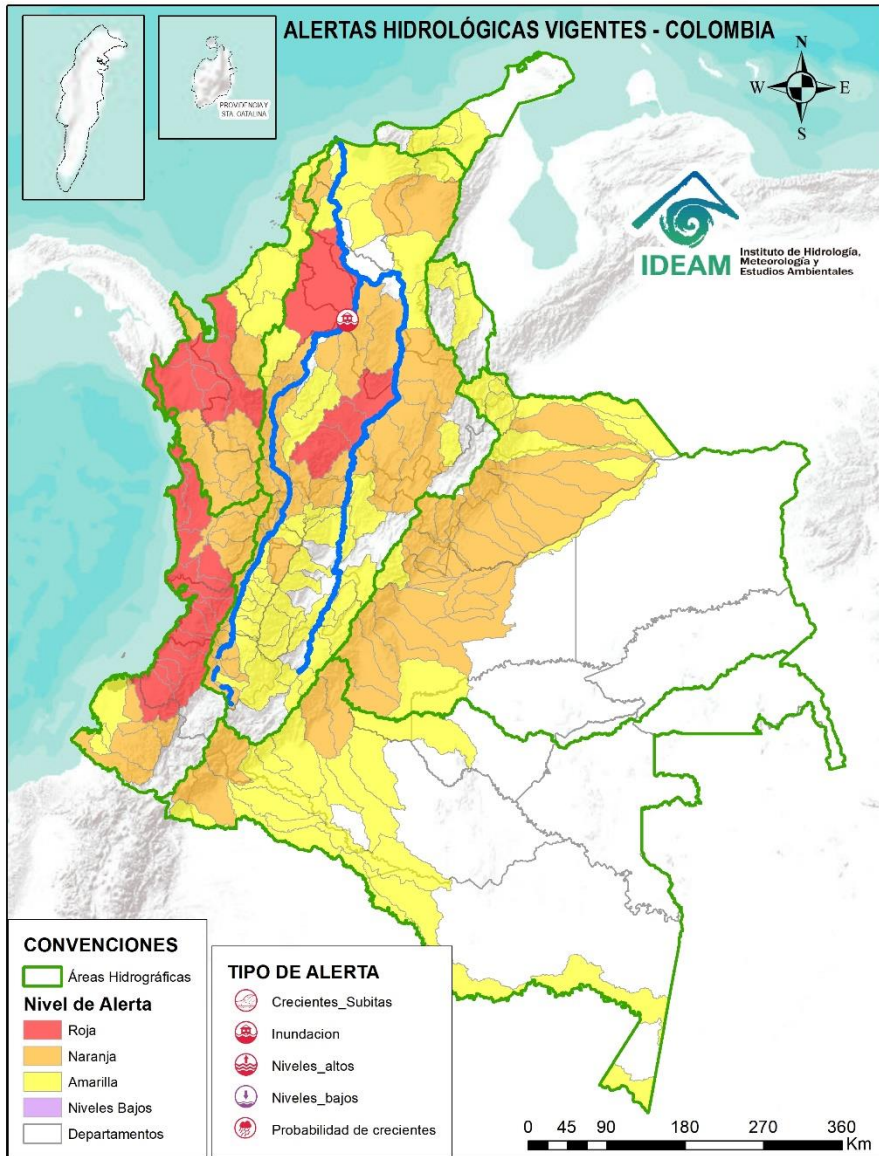 ALERTAS HIDROLÓGICAS VIGENTES - COLOMBIA
PROVIDENCIA Y
STA. CATALINA
N
W
E
S
IDEAM
Instituto de Hidrología,
Meteorología y
Estudios Ambientales
CONVENCIONES
Áreas Hidrográficas
Nivel de Alerta
Roja
Naranja
Amarilla
Niveles Bajos
Departamentos
TIPO DE ALERTA
Crecientes_Subitas
Inundacion
Niveles_altos
Niveles_bajos
Probabilidad de crecientes
0 45 90 180 270 360
Km